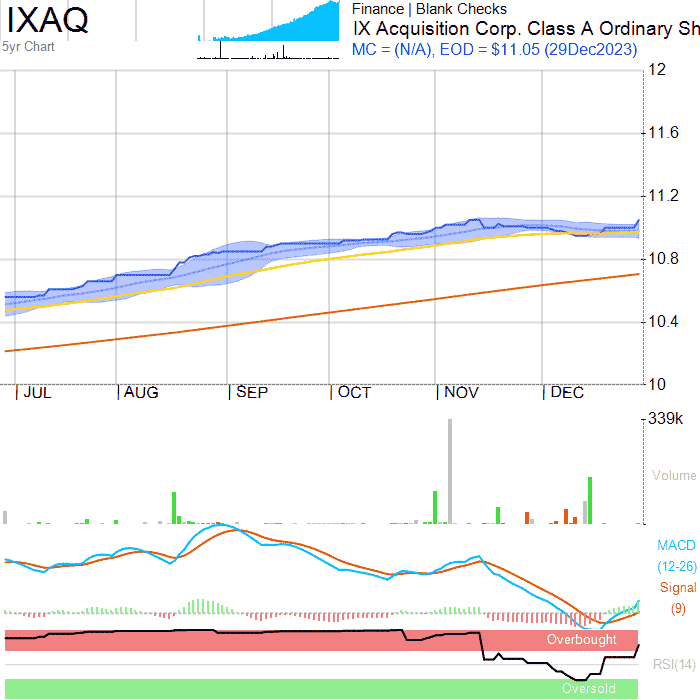 IXAQ
5yr Chart
Finance | Blank Checks
IX Acquisition Corp. Class A Ordinary Sh
MC = (N/A), EOD = $11.05 (29Dec2023)
12
11.6
11.2
10.8
10.4
10
JUL AUG SEP OCT NOV DEC
339k
Volume
MACD
(12-26)
Signal
(9)
Overbought
RSI(14)
Oversold